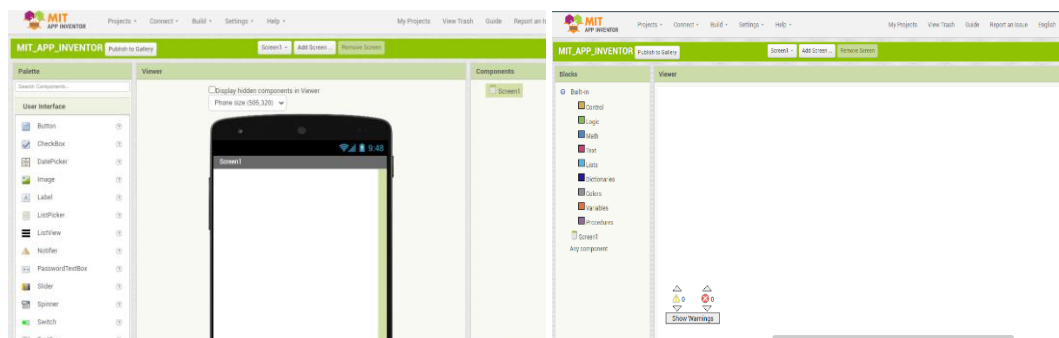 MIT
APP INVENTOR
Projects Connect Build Settings Help My Projects View Trash Guide Report an
MIT_APP_INVENTOR Publish to Gallery Screen1 Add Screen ... Remove Screen
Palette Viewer Components
Search Components...
Display hidden components in Viewer
Screen1
Phone size (505,320)
User Interface
Button
CheckBox
DatePicker
Image
Label
ListPicker
ListView
Notifier
PasswordTextBox
Slider
Spinner
Switch
9:48
Screen1
MIT
APP INVENTOR
Projects Connect Build Settings Help My Projects View Trash Guide Report an Issue English
MIT_APP_INVENTOR Publish to Gallery Screen1 Add Screen ... Remove Screen
Blocks Viewer
Built-in
Control
Logic
Math
Text
Lists
Dictionaries
Colors
Variables
Procedures
Screen1
Any component
0 0
Show Warnings